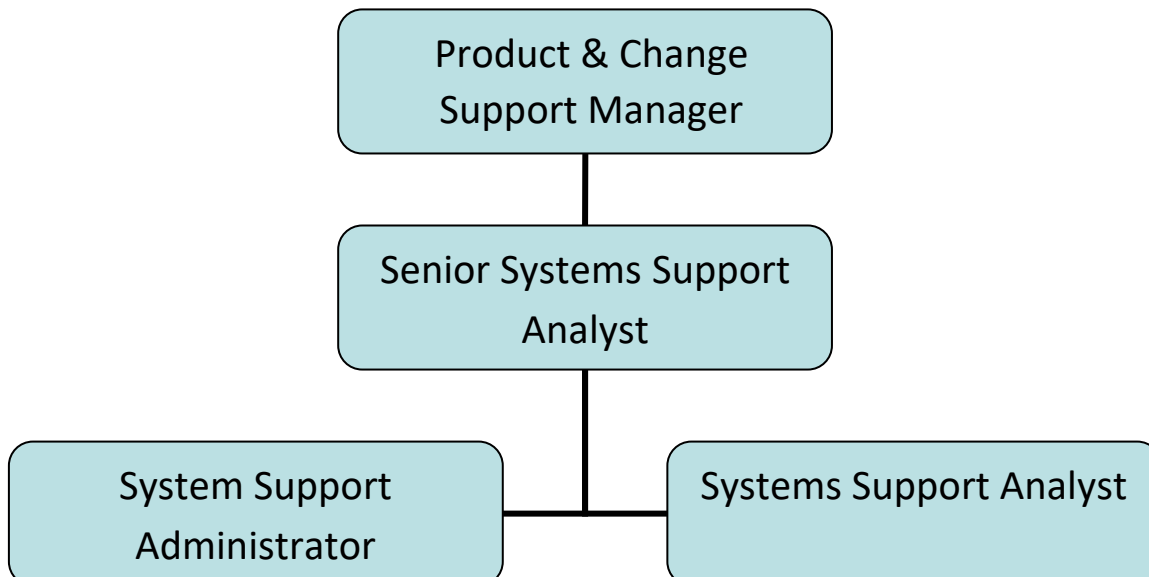 Product & Change
Support Manager
Senior Systems Support
Analyst
System Support
Administrator
Systems Support Analyst